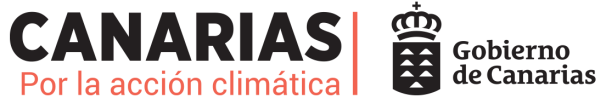 CANARIAS
Por la acción climática
Gobierno
de Canarias